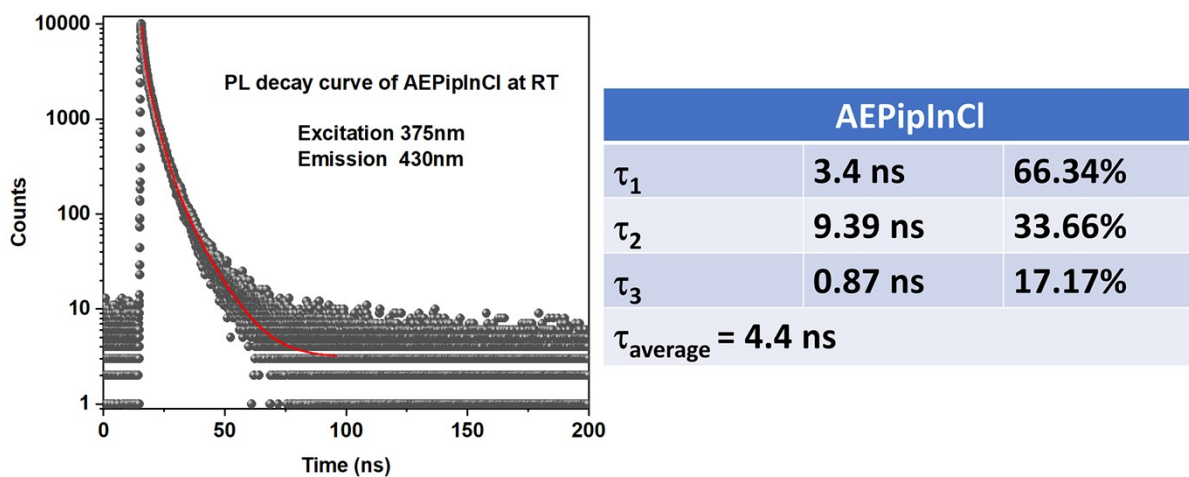 10000
1000
100
10
1
Counts
PL decay curve of AEPipInCl at RT
Excitation 375nm
Emission 430nm
0 50 100 150 200
Time (ns)
AEPipInCl
τ1 3.4 ns 66.34%
τ2 9.39 ns 33.66%
τ3 0.87 ns 17.17%
τaverage = 4.4 ns